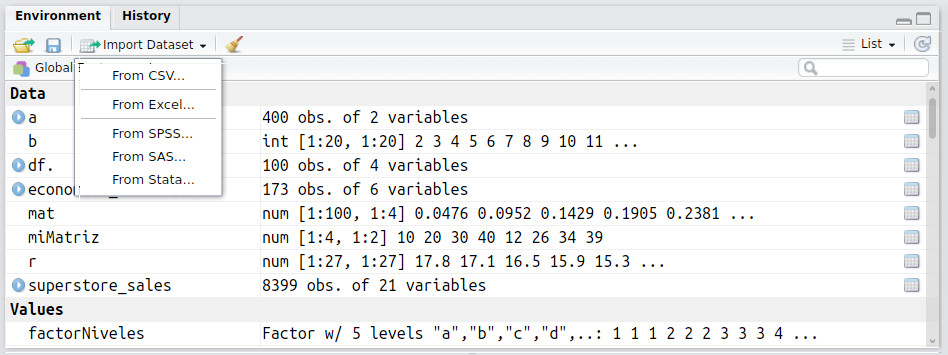 Environment History
Import Dataset List
Global
From CSV...
From Excel...
From SPSS...
From SAS...
From Stata...
Data
a 400 obs. of 2 variables
b int [1:20, 1:20] 2 3 4 5 6 7 8 9 10 11 ...
df. 100 obs. of 4 variables
173 obs. of 6 variables
mat num [1:100, 1:4] 0.0476 0.0952 0.1429 0.1905 0.2381 ...
miMatriz num [1:4, 1:2] 10 20 30 40 12 26 34 39
r num [1:27, 1:27] 17.8 17.1 16.5 15.9 15.3 ...
superstore_sales 8399 obs. of 21 variables
Values
factorNiveles Factor w/ 5 levels "a","b","c","d",..: 1 1 1 2 2 2 3 3 3 4 ...